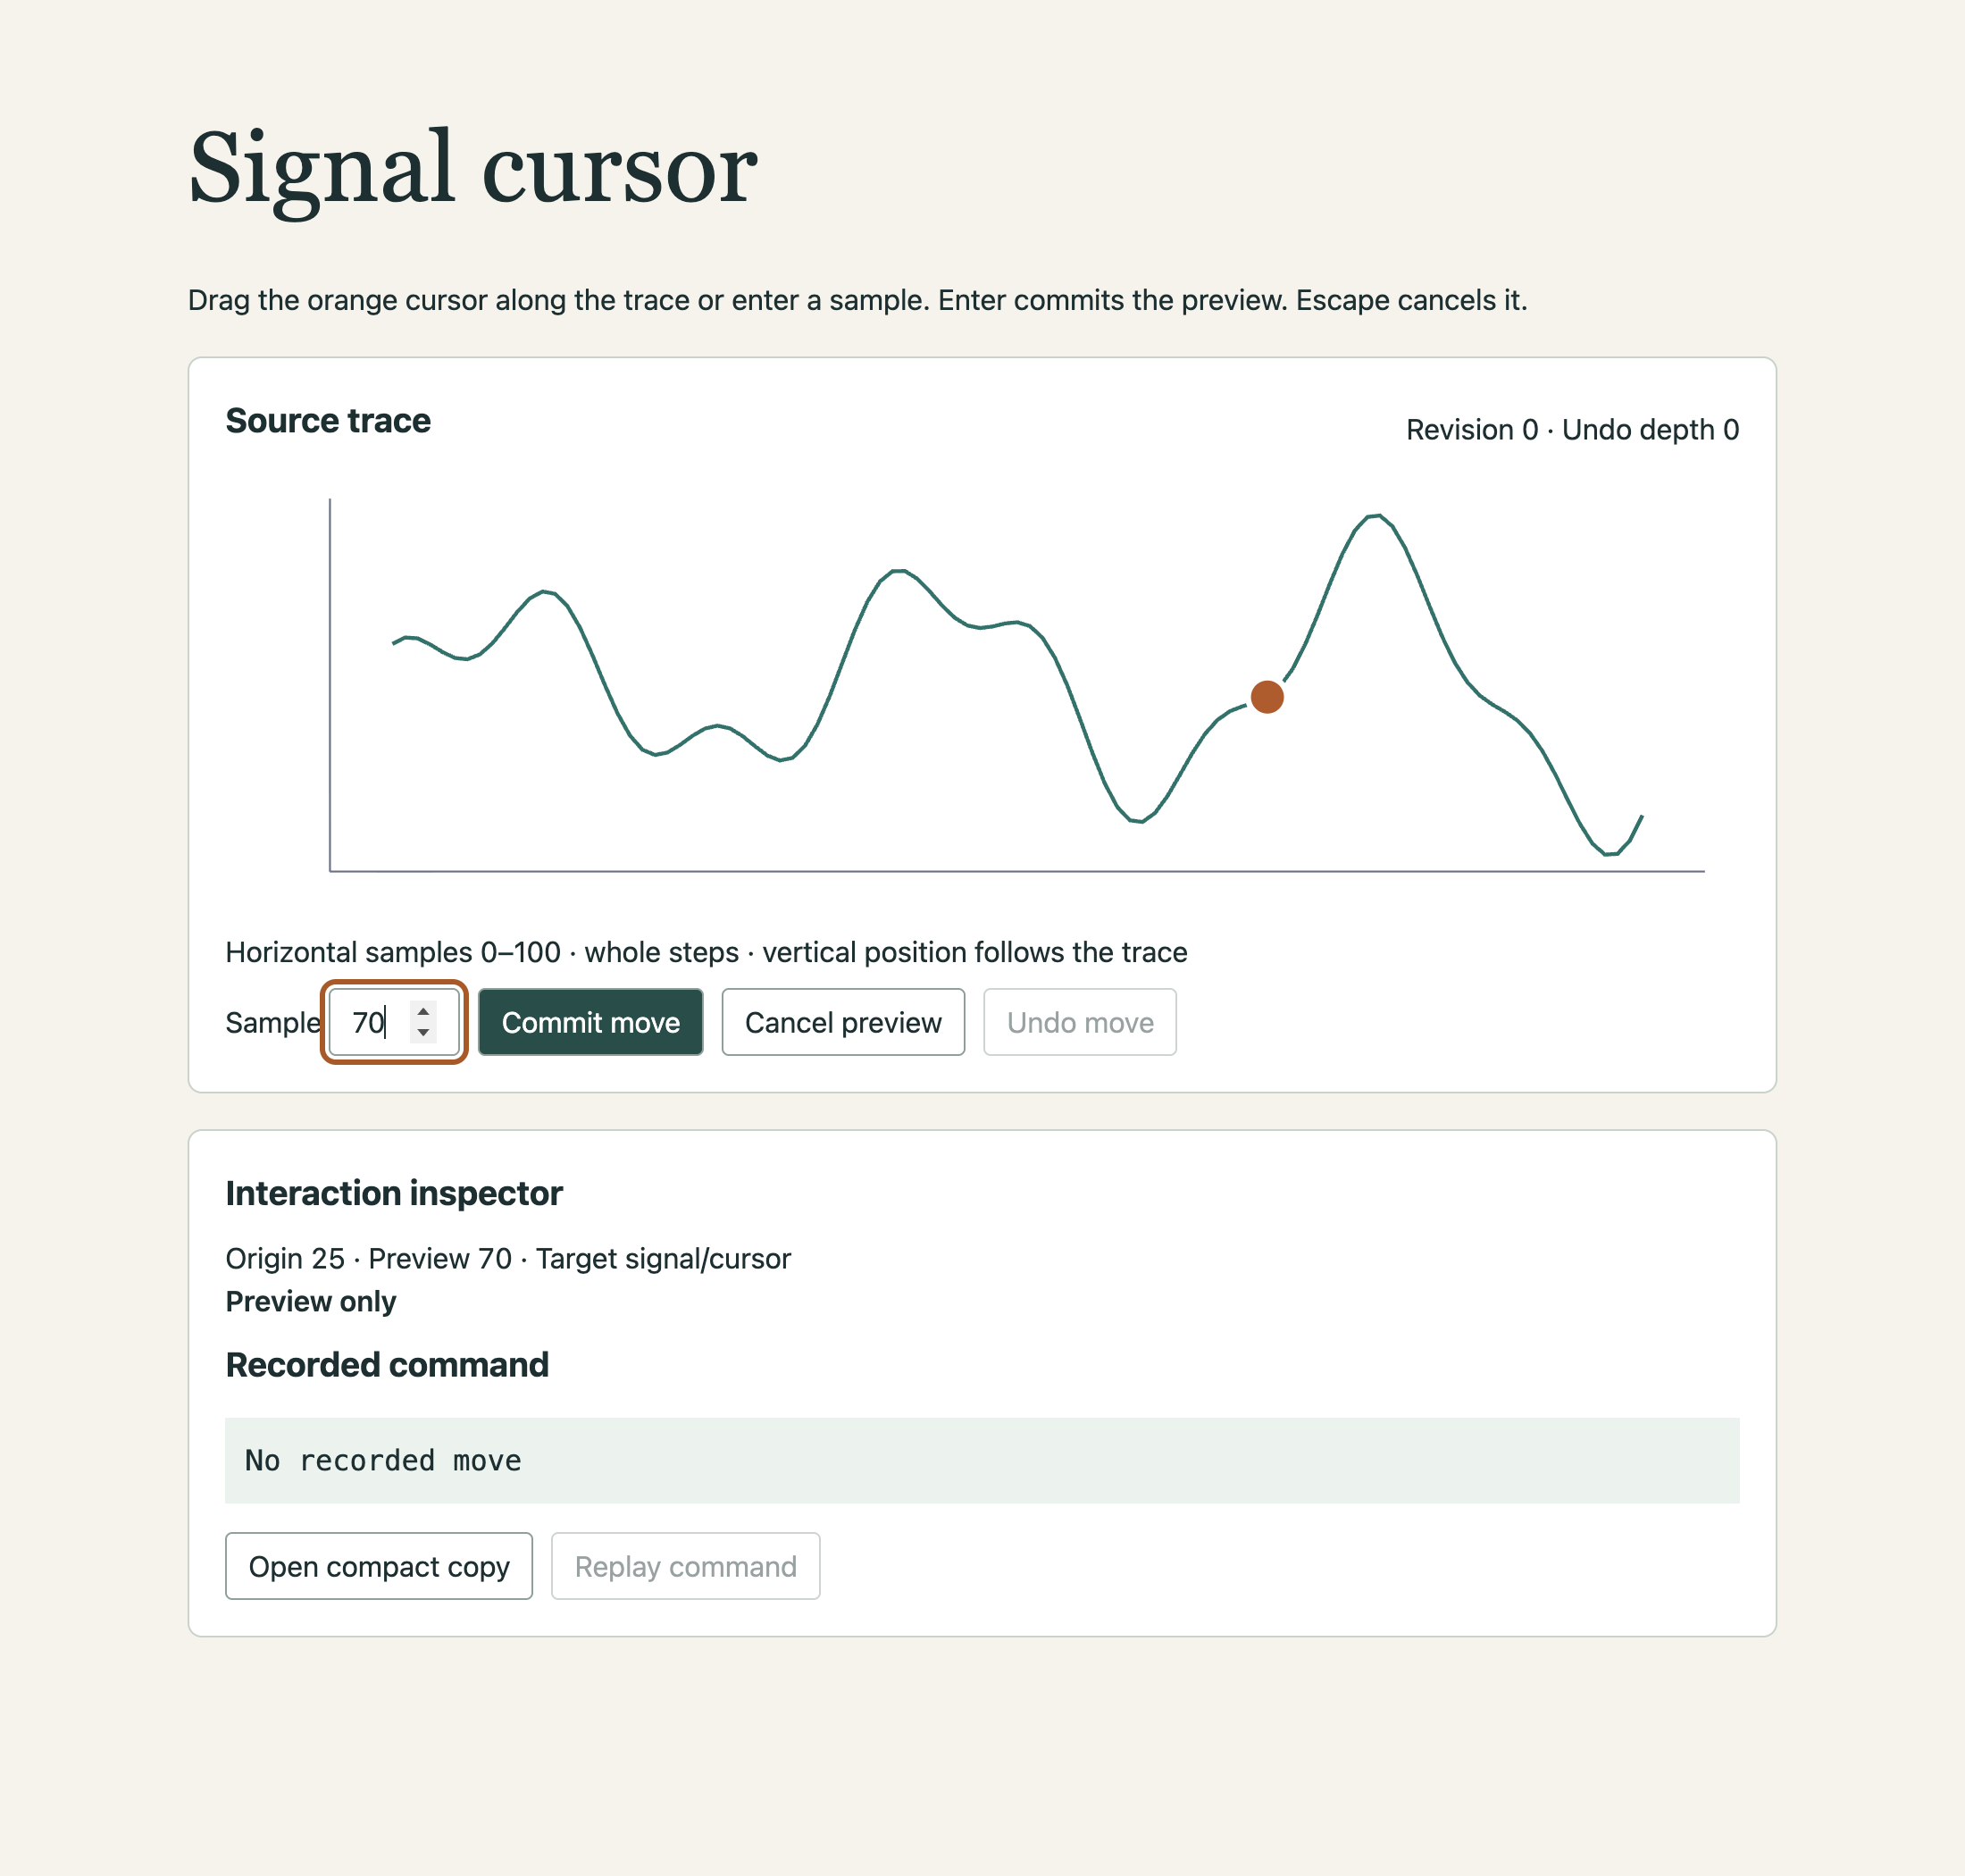 Signal cursor
Drag the orange cursor along the trace or enter a sample. Enter commits the preview. Escape cancels it.
Source trace
Revision 0 · Undo depth 0
Horizontal samples 0–100 · whole steps · vertical position follows the trace
Sample 70 Commit move Cancel preview Undo move
Interaction inspector
Origin 25 · Preview 70 · Target signal/cursor
Preview only
Recorded command
No recorded move
Open compact copy Replay command